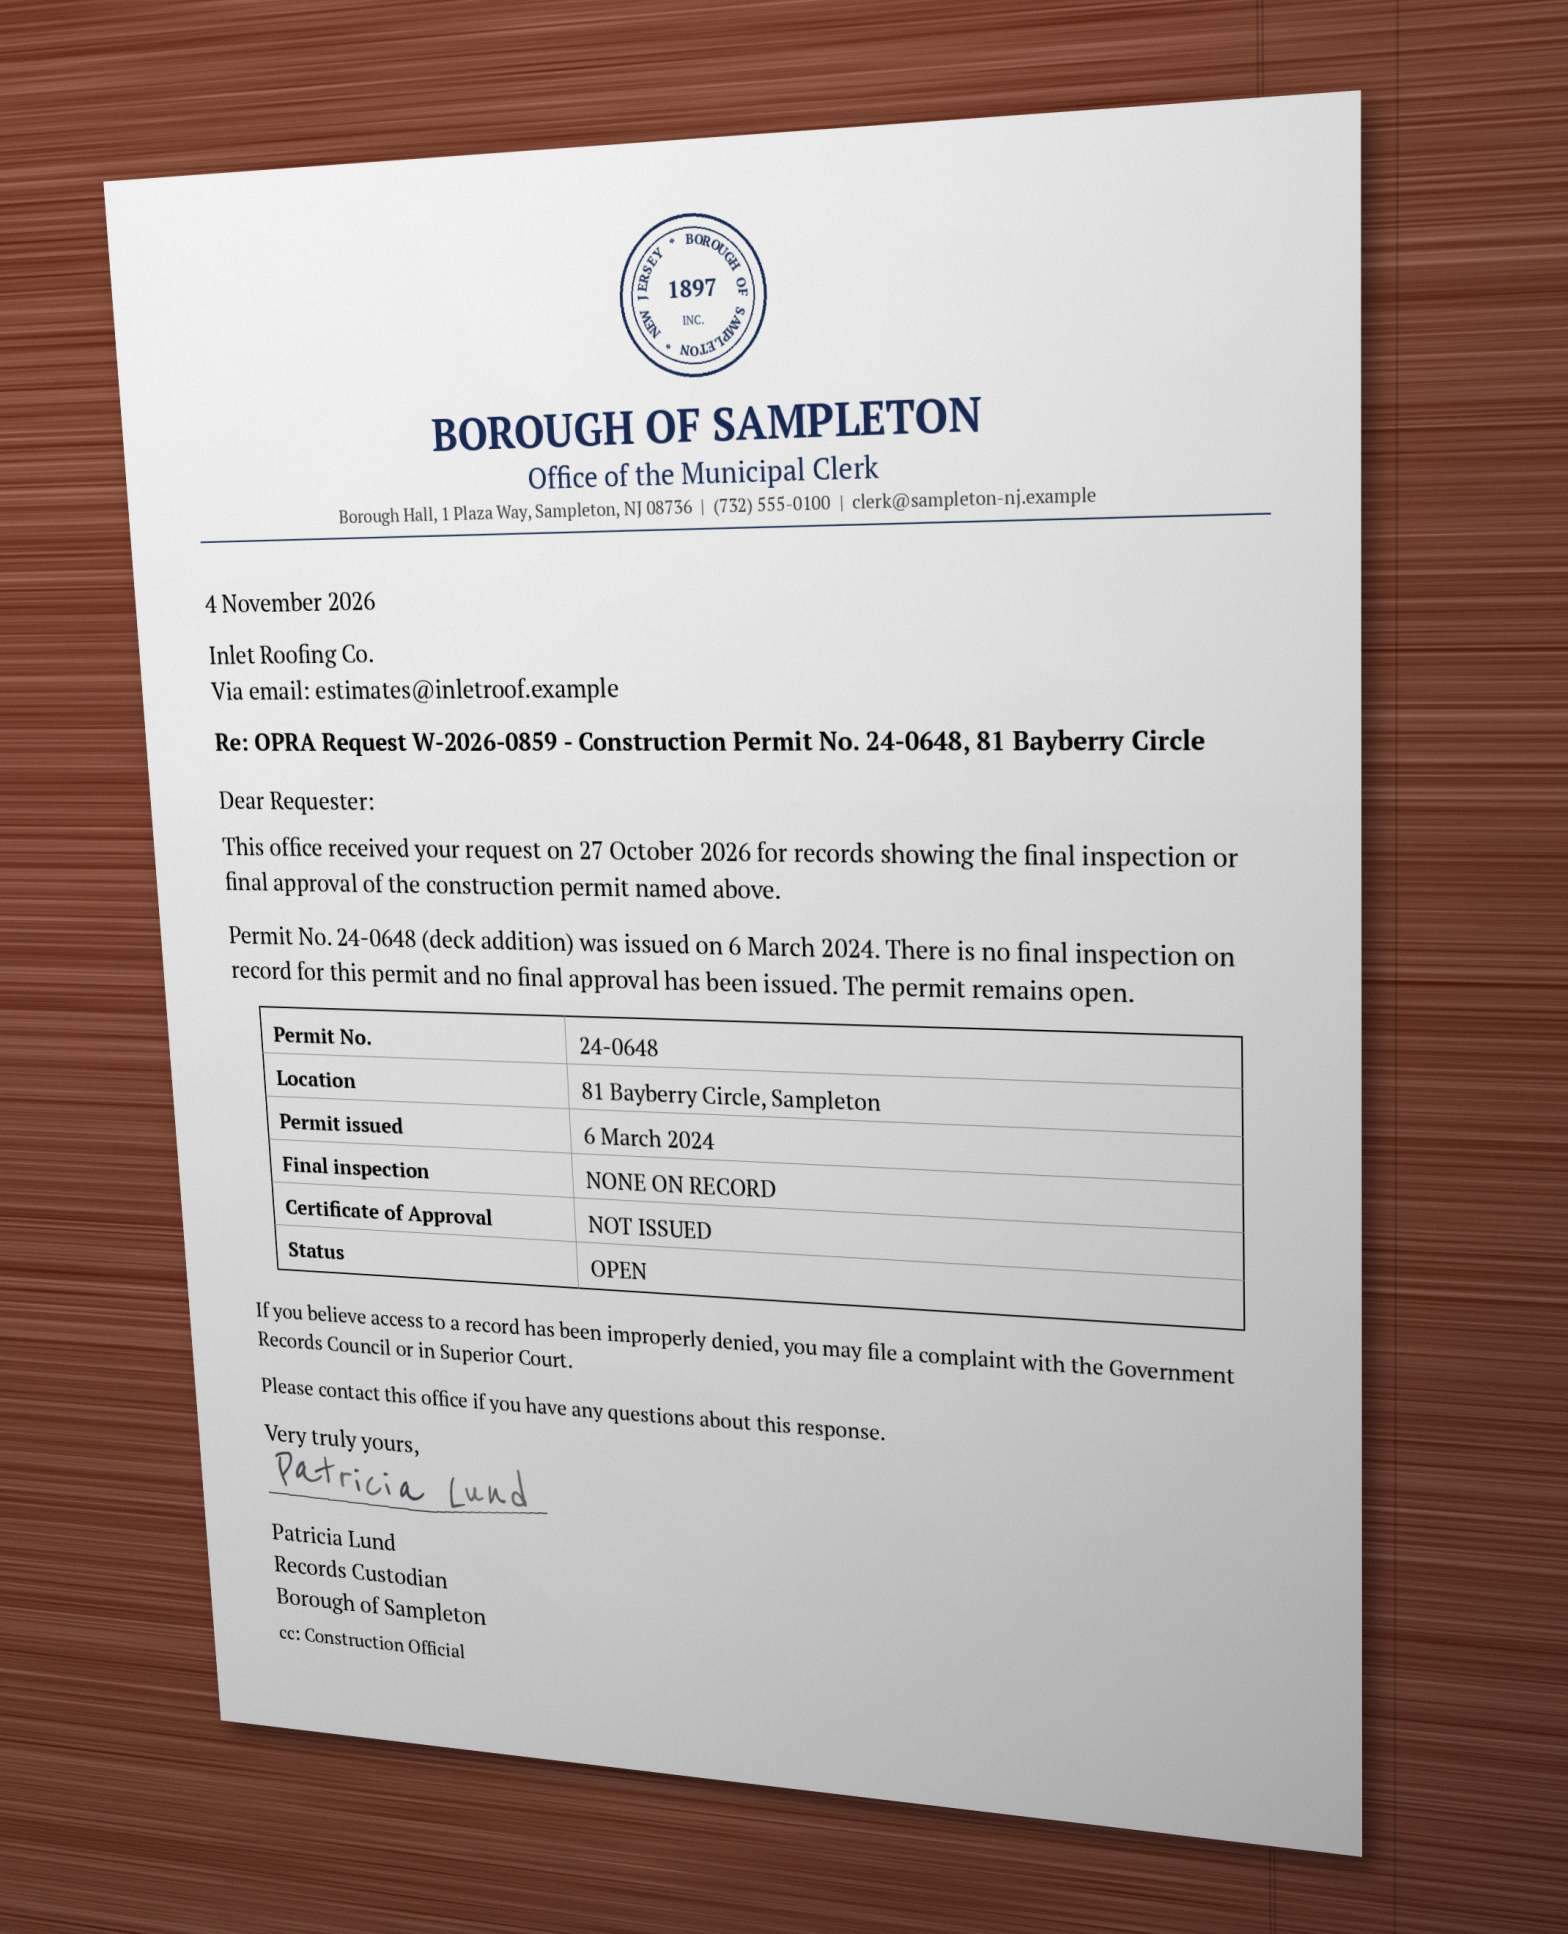 * BOROUGH OF SAMPLETON * NEW JERSEY
1897
INC.
BOROUGH OF SAMPLETON
Office of the Municipal Clerk
Borough Hall, 1 Plaza Way, Sampleton, NJ 08736 | (732) 555-0100 | clerk@sampleton-nj.example
4 November 2026
Inlet Roofing Co.
Via email: estimates@inletroof.example
Re: OPRA Request W-2026-0859 - Construction Permit No. 24-0648, 81 Bayberry Circle
Dear Requester:
This office received your request on 27 October 2026 for records showing the final inspection or
final approval of the construction permit named above.
Permit No. 24-0648 (deck addition) was issued on 6 March 2024. There is no final inspection on
record for this permit and no final approval has been issued. The permit remains open.
Permit No. 24-0648
Location 81 Bayberry Circle, Sampleton
Permit issued 6 March 2024
Final inspection NONE ON RECORD
Certificate of Approval NOT ISSUED
Status OPEN
If you believe access to a record has been improperly denied, you may file a complaint with the Government
Records Council or in Superior Court.
Please contact this office if you have any questions about this response.
Very truly yours,
Patricia Lund
Patricia Lund
Records Custodian
Borough of Sampleton
cc: Construction Official